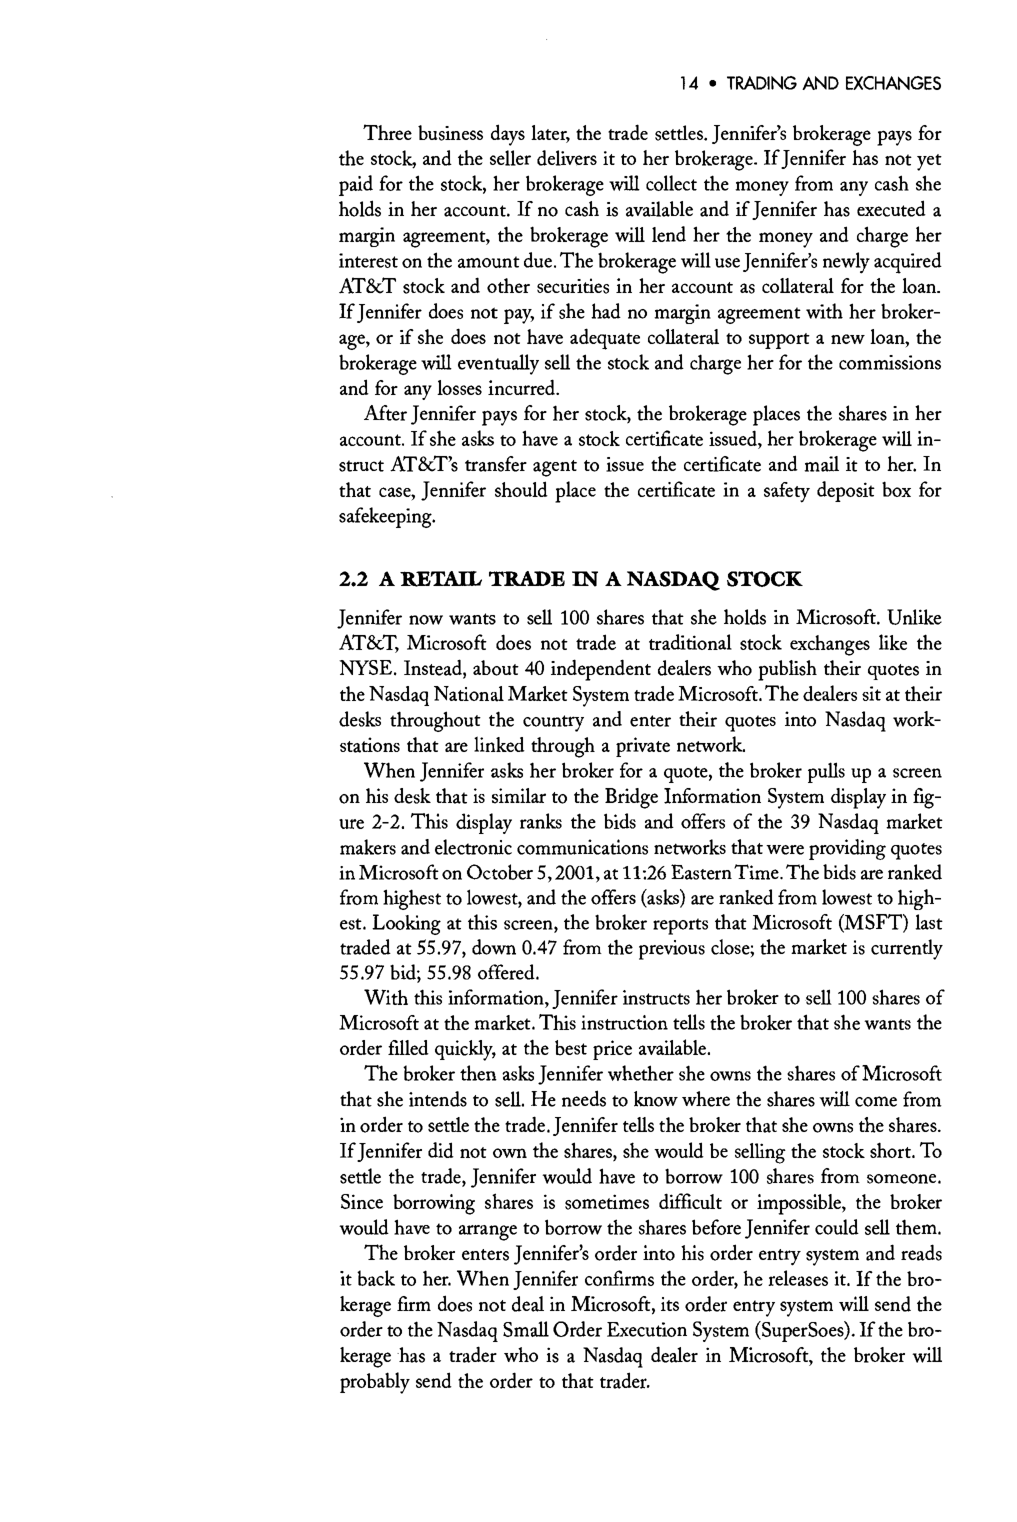 14 • TRADING AND EXCHANGES
Three business days later, the trade settles. Jennifer's brokerage pays for
the stock, and the seller delivers it to her brokerage. If Jennifer has not yet
paid for the stock, her brokerage will collect the money from any cash she
holds in her account. If no cash is available and if Jennifer has executed a
margin agreement, the brokerage will lend her the money and charge her
interest on the amount due. The brokerage will use Jennifer's newly acquired
AT&T stock and other securities in her account as collateral for the loan.
If Jennifer does not pay, if she had no margin agreement with her broker-
age, or if she does not have adequate collateral to support a new loan, the
brokerage will eventually sell the stock and charge her for the commissions
and for any losses incurred.
After Jennifer pays for her stock, the brokerage places the shares in her
account. If she asks to have a stock certificate issued, her brokerage will in-
struct AT&T's transfer agent to issue the certificate and mail it to her. In
that case, Jennifer should place the certificate in a safety deposit box for
safekeeping.
2.2 A RETAIL TRADE IN A NASDAQ STOCK
Jennifer now wants to sell 100 shares that she holds in Microsoft. Unlike
AT&T, Microsoft does not trade at traditional stock exchanges like the
NYSE. Instead, about 40 independent dealers who publish their quotes in
the Nasdaq National Market System trade Microsoft. The dealers sit at their
desks throughout the country and enter their quotes into Nasdaq work-
stations that are linked through a private network.
When Jennifer asks her broker for a quote, the broker pulls up a screen
on his desk that is similar to the Bridge Information System display in fig-
ure 2-2. This display ranks the bids and offers of the 39 Nasdaq market
makers and electronic communications networks that were providing quotes
in Microsoft on October 5, 2001, at 11:26 Eastern Time. The bids are ranked
from highest to lowest, and the offers (asks) are ranked from lowest to high-
est. Looking at this screen, the broker reports that Microsoft (MSFT) last
traded at 55.97, down 0.47 from the previous close; the market is currently
55.97 bid; 55.98 offered.
With this information, Jennifer instructs her broker to sell 100 shares of
Microsoft at the market. This instruction tells the broker that she wants the
order filled quickly, at the best price available.
The broker then asks Jennifer whether she owns the shares of Microsoft
that she intends to sell. He needs to know where the shares will come from
in order to settle the trade. Jennifer tells the broker that she owns the shares.
If Jennifer did not own the shares, she would be selling the stock short. To
settle the trade, Jennifer would have to borrow 100 shares from someone.
Since borrowing shares is sometimes difficult or impossible, the broker
would have to arrange to borrow the shares before Jennifer could sell them.
The broker enters Jennifer's order into his order entry system and reads
it back to her. When Jennifer confirms the order, he releases it. If the bro-
kerage firm does not deal in Microsoft, its order entry system will send the
order to the Nasdaq Small Order Execution System (SuperSoes). If the bro-
kerage has a trader who is a Nasdaq dealer in Microsoft, the broker will
probably send the order to that trader.